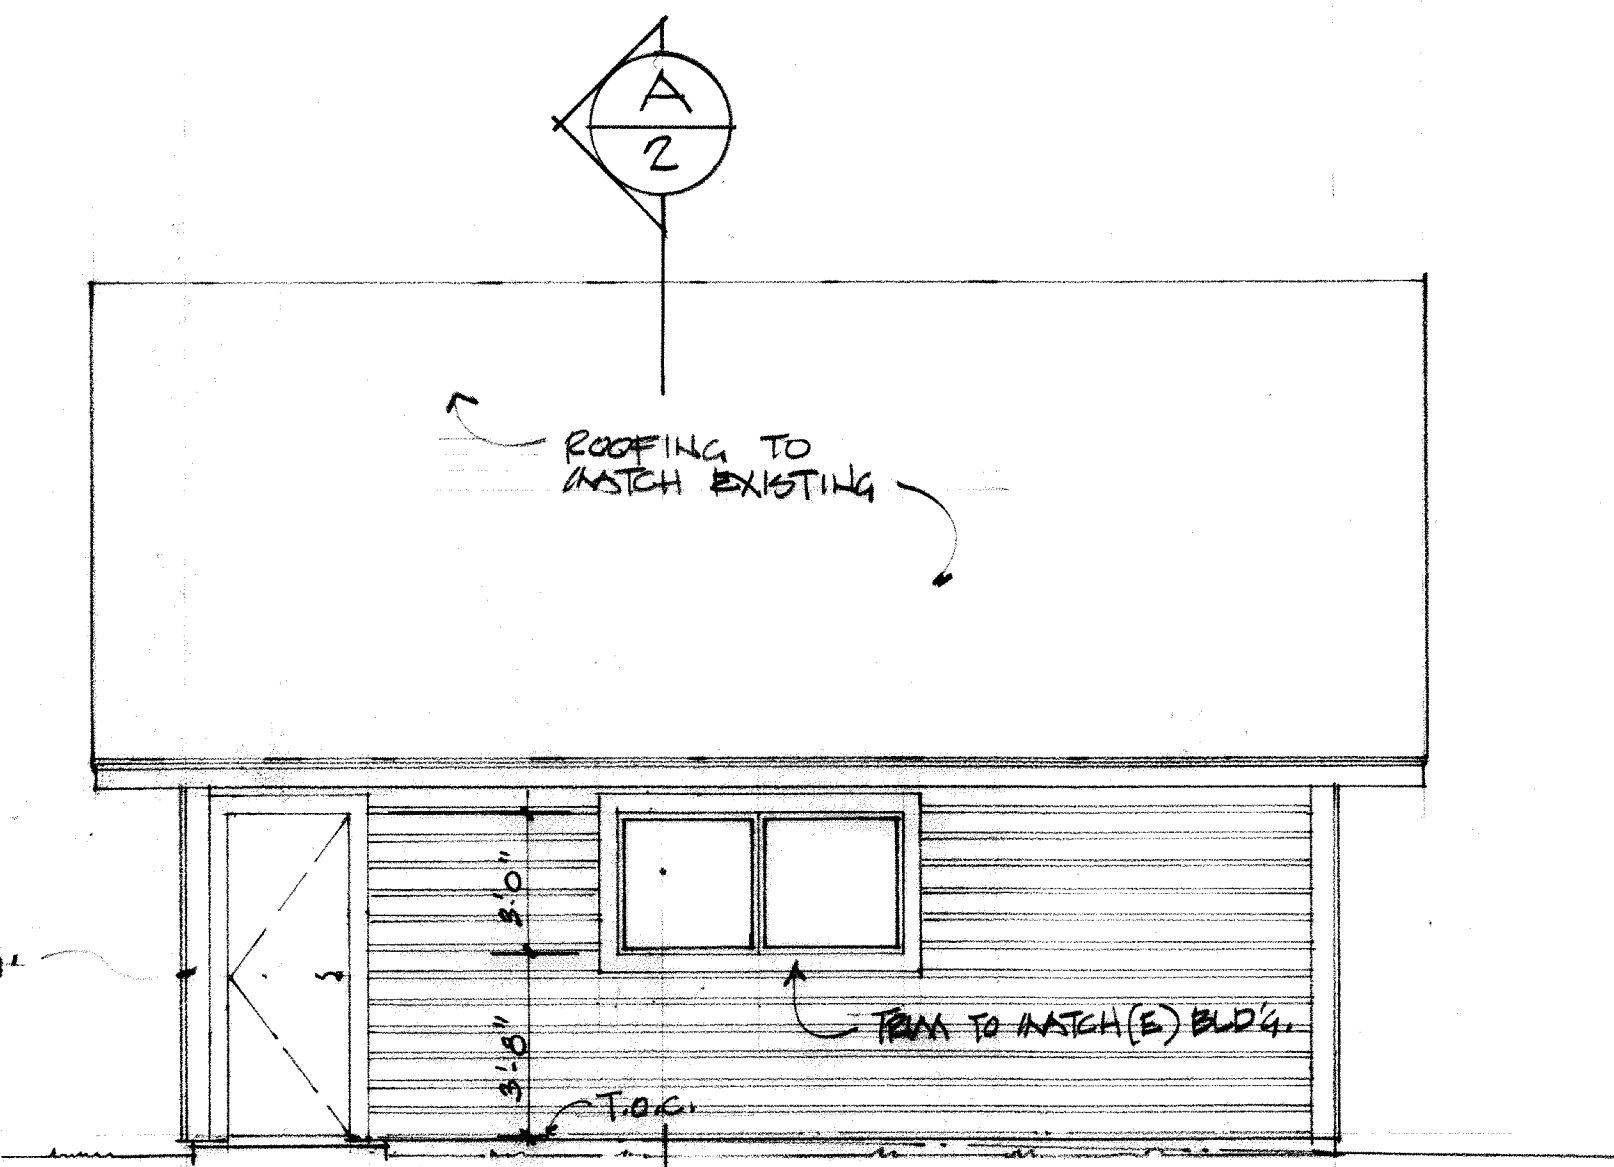 A
2
ROOFING TO
MATCH EXISTING
3'-0"
TRIM TO MATCH (E) BLD'G.
3'-8"
T.O.C.